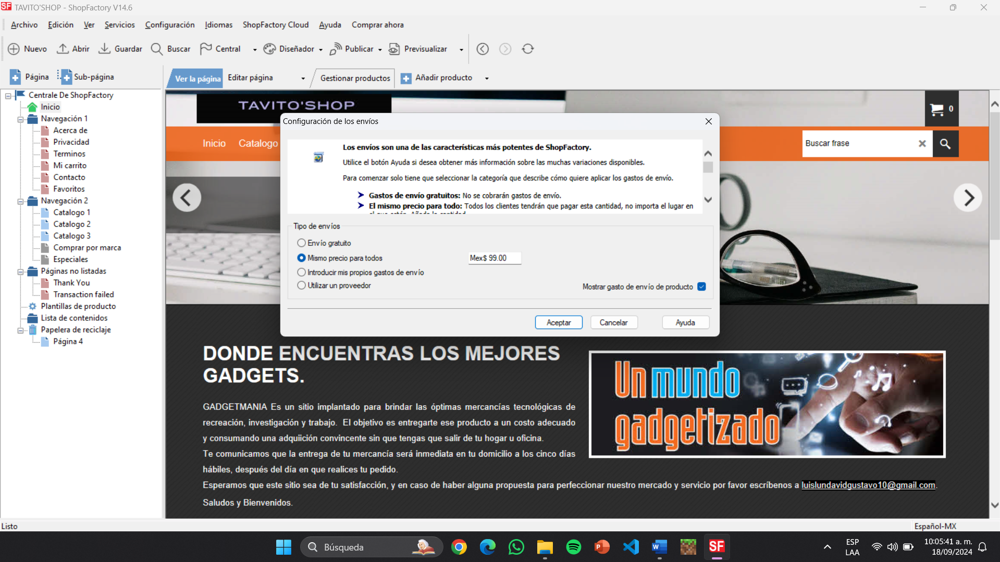 TAVITO'SHOP - ShopFactory V14.6
Archivo Edición Ver Servicios Configuración Idiomas ShopFactory Cloud Ayuda Comprar ahora
Nuevo Abrir Guardar Buscar Central Diseñador Publicar Previsualizar
Página Sub-página
Ver la página Editar página Gestionar productos Añadir producto
Centrale De ShopFactory
Inicio
Navegación 1
Acerca de
Privacidad
Terminos
Mi carrito
Contacto
Favoritos
Navegación 2
Catalogo 1
Catalogo 2
Catalogo 3
Comprar por marca
Especiales
Páginas no listadas
Thank You
Transaction failed
Plantillas de producto
Lista de contenidos
Papelera de reciclaje
Página 4
TAVITO'SHOP
0
Inicio Catalogo
Buscar frase
Configuración de los envíos
Los envíos son una de las características más potentes de ShopFactory.
Utilice el botón Ayuda si desea obtener más información sobre las muchas variaciones disponibles.
Para comenzar solo tiene que seleccionar la categoría que describe cómo quiere aplicar los gastos de envío.
Gastos de envío gratuitos: No se cobrarán gastos de envío.
El mismo precio para todo: Todos los clientes tendrán que pagar esta cantidad, no importa el lugar en
Tipo de envíos
Envío gratuito
Mismo precio para todos Mex$ 99.00
Introducir mis propios gastos de envío
Utilizar un proveedor
Mostrar gasto de envío de producto
Aceptar Cancelar Ayuda
DONDE ENCUENTRAS LOS MEJORES
GADGETS.
GADGETMANIA Es un sitio implantado para brindar las óptimas mercancías tecnológicas de
recreación, investigación y trabajo. El objetivo es entregarte ese producto a un costo adecuado
y consumando una adquiición convincente sin que tengas que salir de tu hogar u oficina.
Te comunicamos que la entrega de tu mercancía será inmediata en tu domicilio a los cinco días
hábiles, después del día en que realices tu pedido.
Esperamos que este sitio sea de tu satisfacción, y en caso de haber alguna propuesta para perfeccionar nuestro mercado y servicio por favor escríbenos a luislundavidgustavo10@gmail.com.
Saludos y Bienvenidos.
Un mundo
gadgetizado
Listo
Español-MX
Búsqueda
SF
ESP
LAA
10:05:41 a. m.
18/09/2024